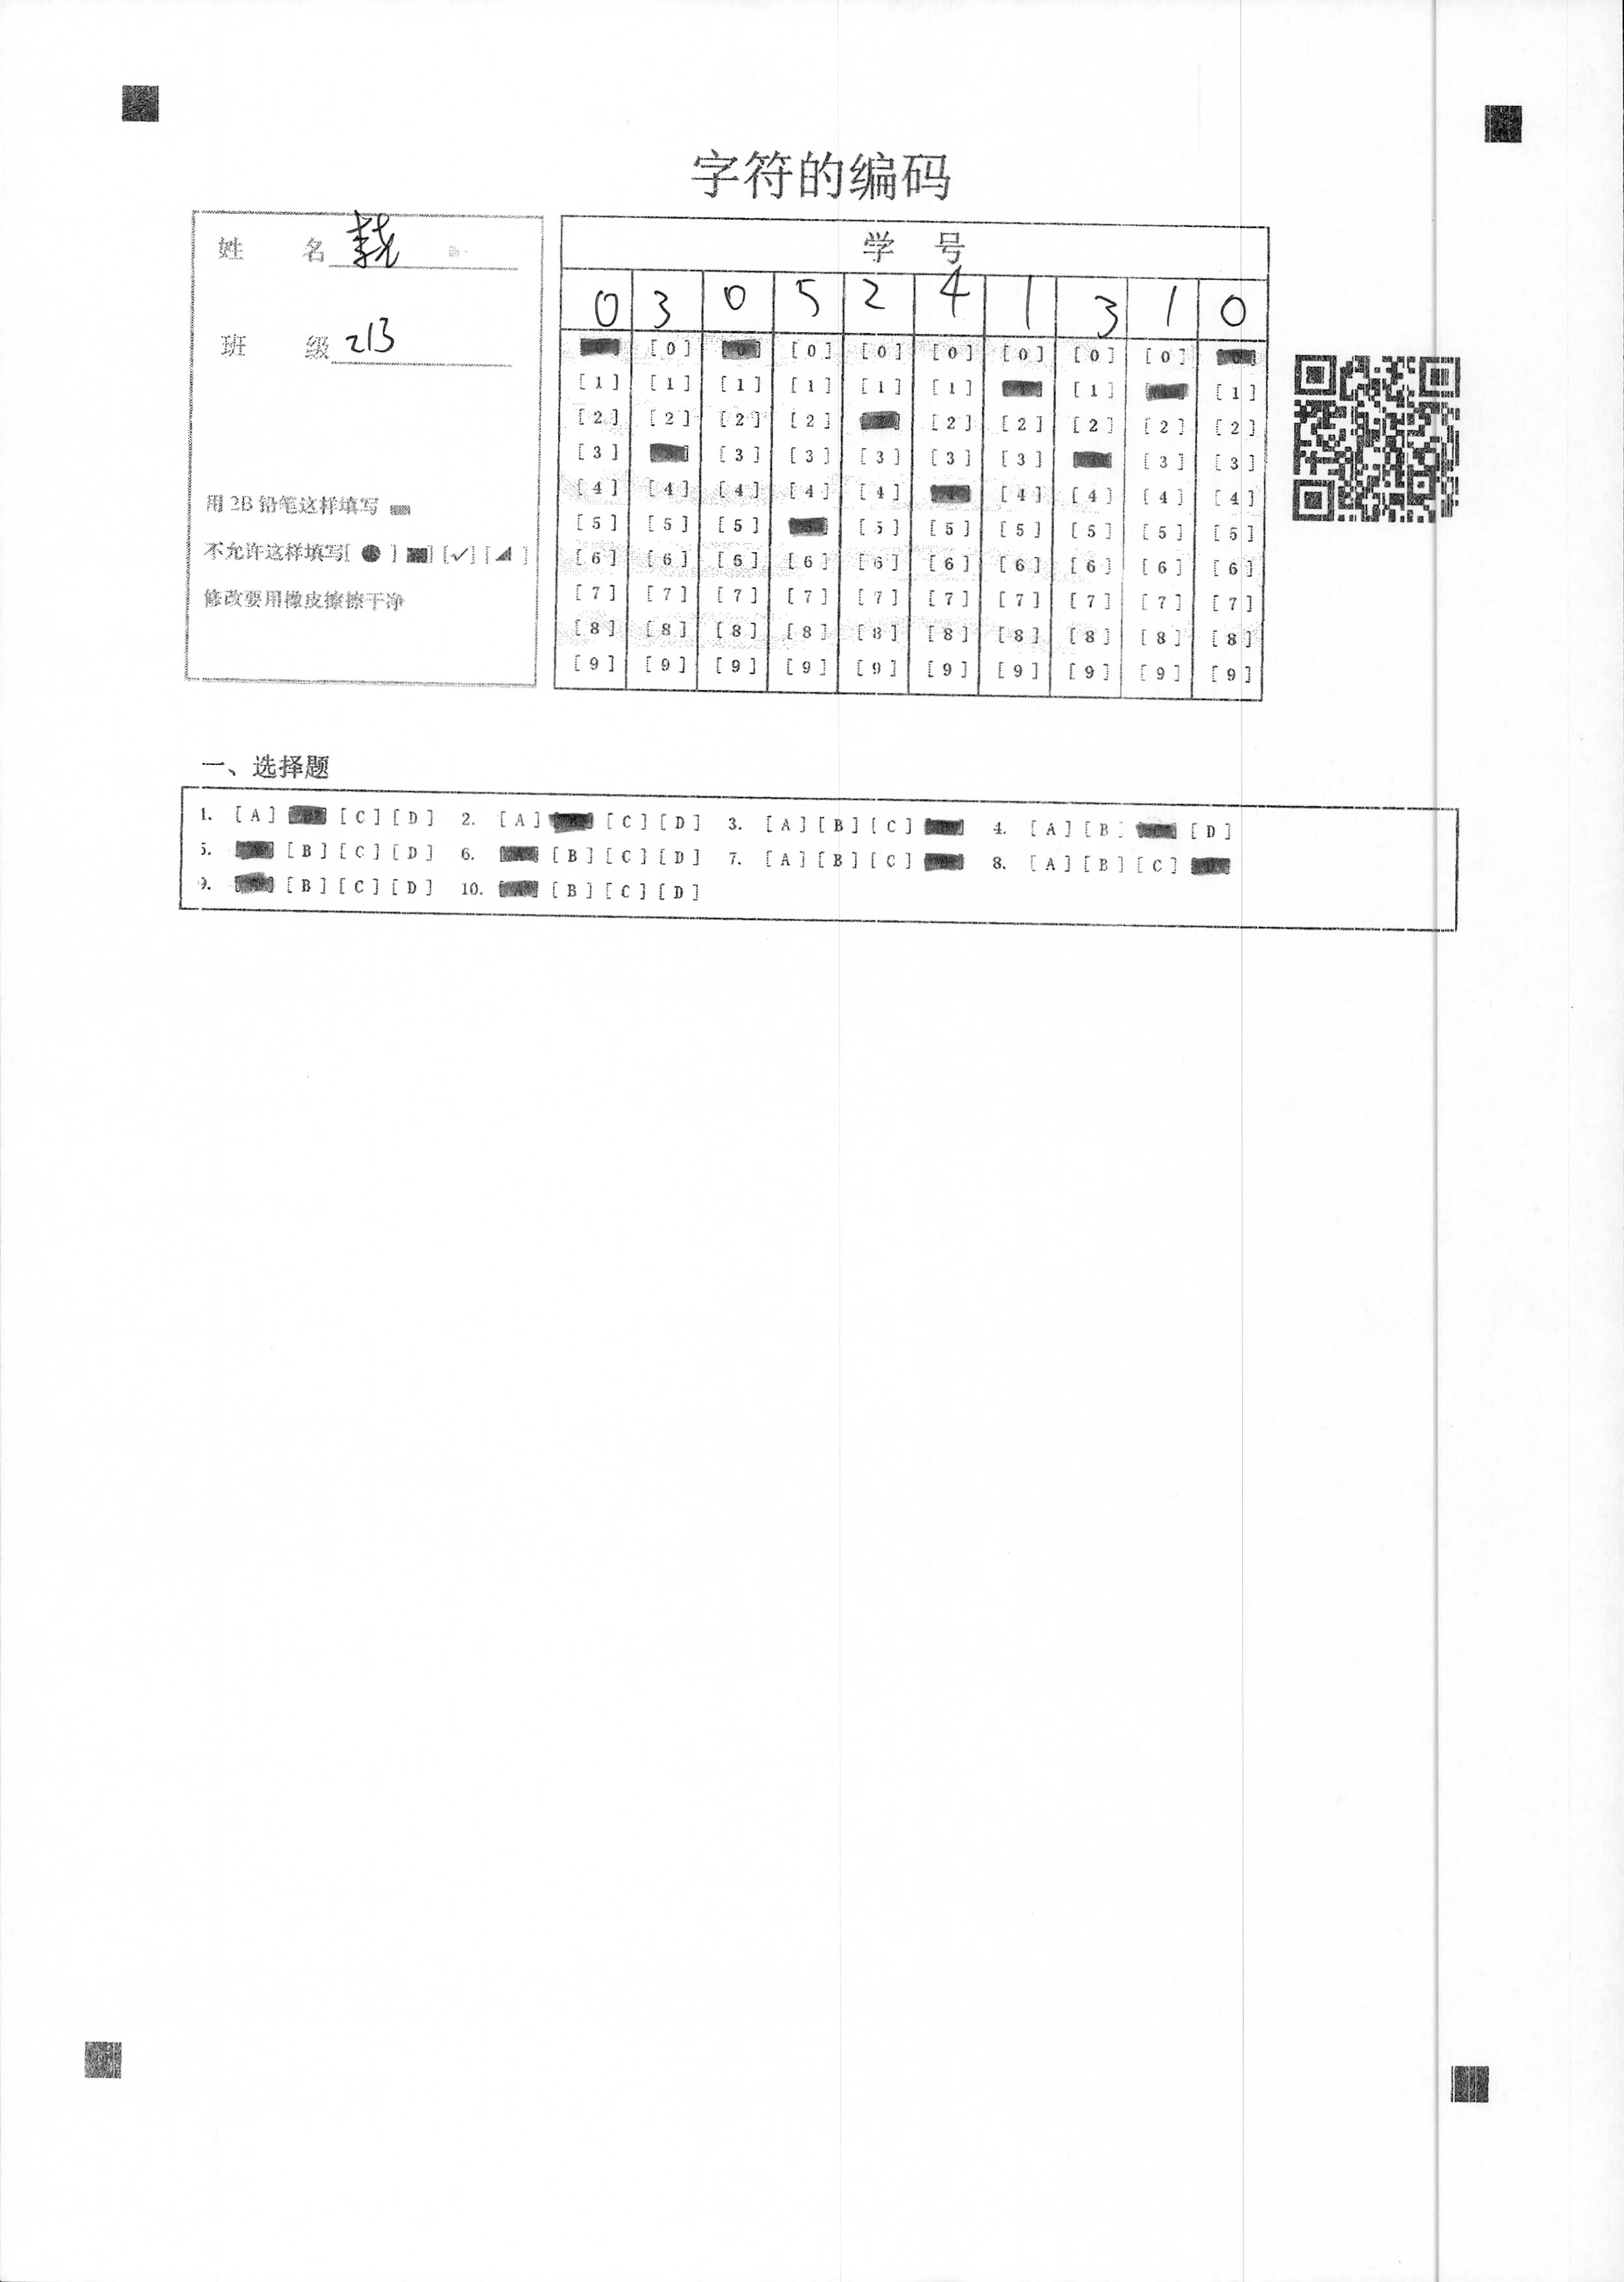 字符的编码
姓 名
班 级 213
用 2B 铅笔这样填写
不允许这样填写[ ● ] [■] [✓] [◢ ]
修改要用橡皮擦擦干净
学 号
0 3 0 5 2 4 1 3 1 0
[0] [0] [0] [0] [0] [0] [0]
[1] [1] [1] [1] [1] [1] [1] [1]
[2] [2] [2] [2] [2] [2] [2] [2] [2]
[3] [3] [3] [3] [3] [3] [3] [3]
[4] [4] [4] [4] [4] [4] [4] [4] [4]
[5] [5] [5] [5] [5] [5] [5] [5] [5]
[6] [6] [6] [6] [6] [6] [6] [6] [6] [6]
[7] [7] [7] [7] [7] [7] [7] [7] [7] [7]
[8] [8] [8] [8] [8] [8] [8] [8] [8] [8]
[9] [9] [9] [9] [9] [9] [9] [9] [9] [9]
一、选择题
1. [A] [C] [D] 2. [A] [C] [D] 3. [A] [B] [C] 4. [A] [B] [D]
5. [B] [C] [D] 6. [B] [C] [D] 7. [A] [B] [C] 8. [A] [B] [C]
9. [B] [C] [D] 10. [B] [C] [D]